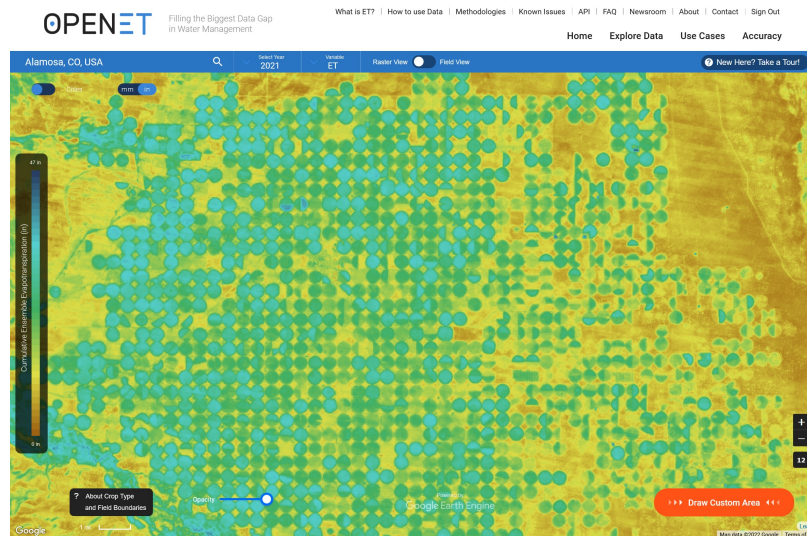 OPENET
Filling the Biggest Data Gap
in Water Management
What is ET? | How to use Data | Methodologies | Known Issues | API | FAQ | Newsroom | About | Contact | Sign Out
Home Explore Data Use Cases Accuracy
Alamosa, CO, USA
Select Year
2021
Variable
ET
Raster View
Field View
? New Here? Take a Tour!
mm in
47 in
Cumulative Ensemble Evapotranspiration (in)
0 in
+
−
12
? About Crop Type
and Field Boundaries
Opacity
Powered by
Google Earth Engine
Draw Custom Area
Google
1 mi
Map data ©2022 Google
Terms of